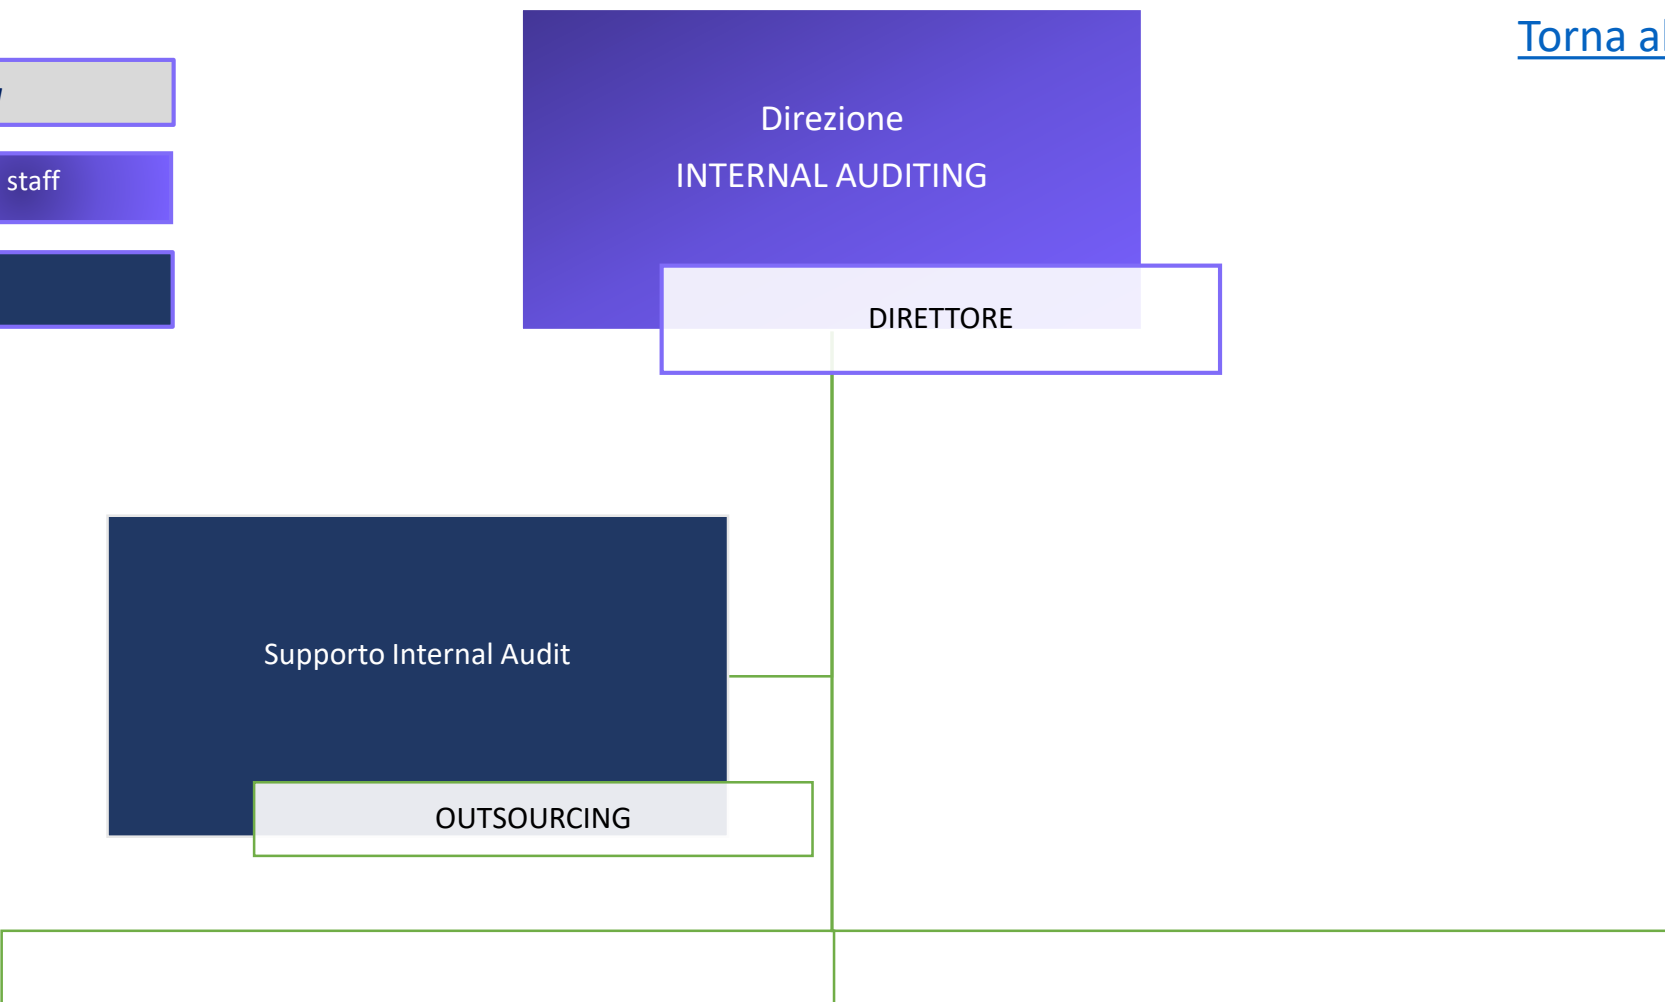 Torna al
staff
Direzione
INTERNAL AUDITING
DIRETTORE
Supporto Internal Audit
OUTSOURCING